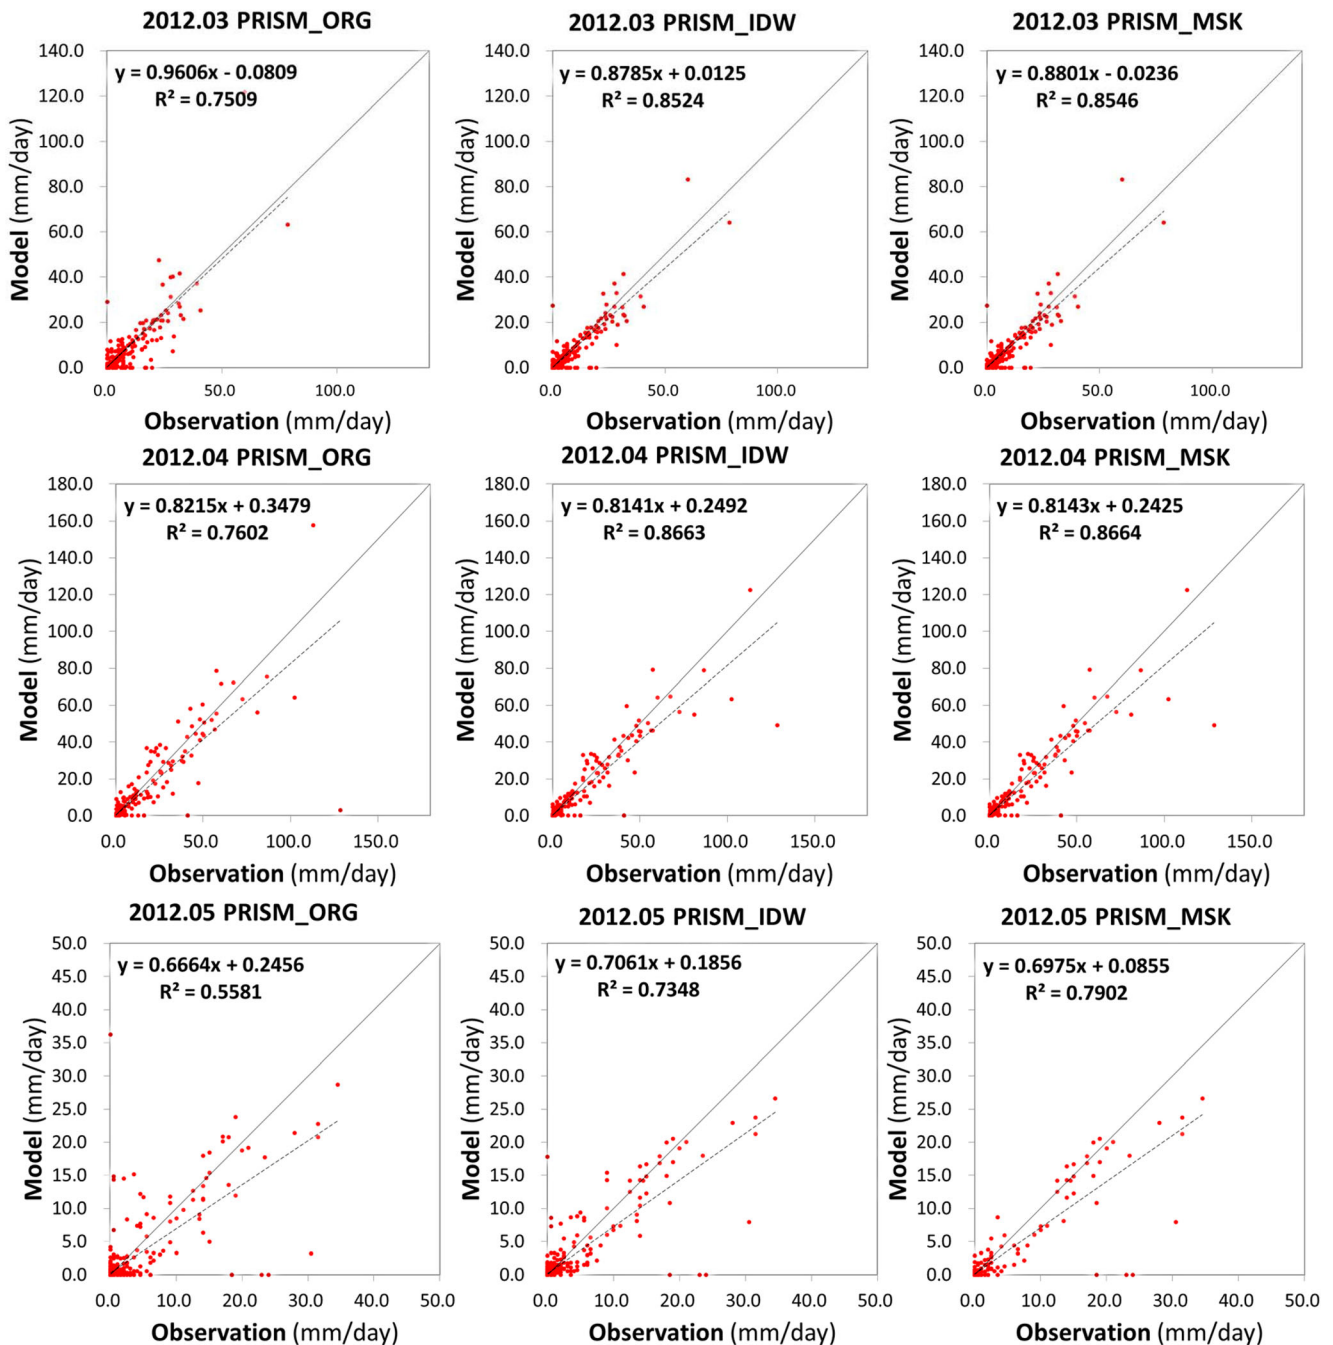 2012.03 PRISM_ORG
140.0
y = 0.9606x - 0.0809
R² = 0.7509
120.0
100.0
80.0
60.0
40.0
20.0
0.0
Model (mm/day)
0.0 50.0 100.0
Observation (mm/day)
2012.03 PRISM_IDW
140.0
y = 0.8785x + 0.0125
R² = 0.8524
120.0
100.0
80.0
60.0
40.0
20.0
0.0
Model (mm/day)
0.0 50.0 100.0
Observation (mm/day)
2012.03 PRISM_MSK
140.0
y = 0.8801x - 0.0236
R² = 0.8546
120.0
100.0
80.0
60.0
40.0
20.0
0.0
Model (mm/day)
0.0 50.0 100.0
Observation (mm/day)
2012.04 PRISM_ORG
180.0
y = 0.8215x + 0.3479
R² = 0.7602
160.0
140.0
120.0
100.0
80.0
60.0
40.0
20.0
0.0
Model (mm/day)
0.0 50.0 100.0 150.0
Observation (mm/day)
2012.04 PRISM_IDW
180.0
y = 0.8141x + 0.2492
R² = 0.8663
160.0
140.0
120.0
100.0
80.0
60.0
40.0
20.0
0.0
Model (mm/day)
0.0 50.0 100.0 150.0
Observation (mm/day)
2012.04 PRISM_MSK
180.0
y = 0.8143x + 0.2425
R² = 0.8664
160.0
140.0
120.0
100.0
80.0
60.0
40.0
20.0
0.0
Model (mm/day)
0.0 50.0 100.0 150.0
Observation (mm/day)
2012.05 PRISM_ORG
50.0
y = 0.6664x + 0.2456
R² = 0.5581
45.0
40.0
35.0
30.0
25.0
20.0
15.0
10.0
5.0
0.0
Model (mm/day)
0.0 10.0 20.0 30.0 40.0 50.0
Observation (mm/day)
2012.05 PRISM_IDW
50.0
y = 0.7061x + 0.1856
R² = 0.7348
45.0
40.0
35.0
30.0
25.0
20.0
15.0
10.0
5.0
0.0
Model (mm/day)
0.0 10.0 20.0 30.0 40.0 50.0
Observation (mm/day)
2012.05 PRISM_MSK
50.0
y = 0.6975x + 0.0855
R² = 0.7902
45.0
40.0
35.0
30.0
25.0
20.0
15.0
10.0
5.0
0.0
Model (mm/day)
0.0 10.0 20.0 30.0 40.0 50.0
Observation (mm/day)